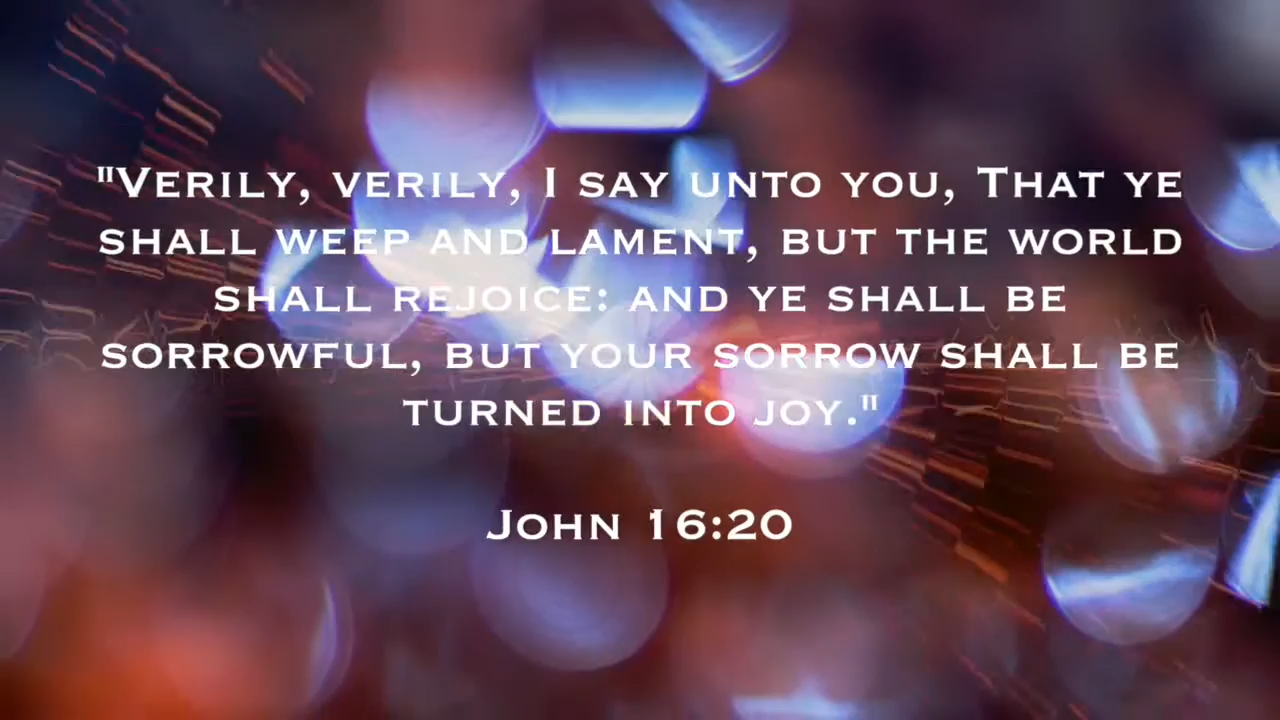 "Verily, verily, I say unto you, That ye
shall weep and lament, but the world
shall rejoice: and ye shall be
sorrowful, but your sorrow shall be
turned into joy."
John 16:20